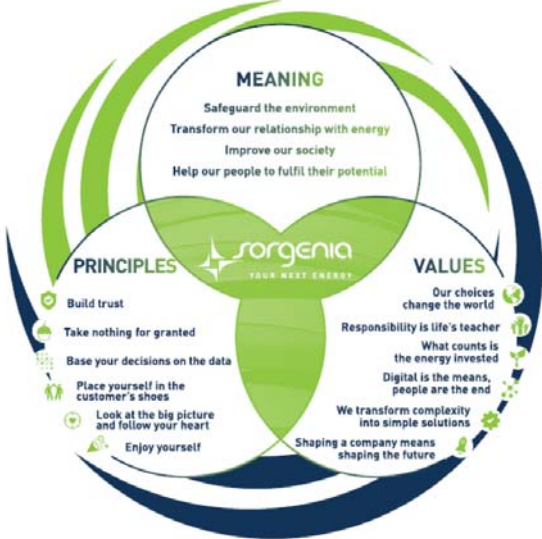 MEANING
Safeguard the environment
Transform our relationship with energy
Improve our society
Help our people to fulfil their potential
sorgenia
YOUR NEXT ENERGY
PRINCIPLES
Build trust
Take nothing for granted
Base your decisions on the data
Place yourself in the
customer's shoes
Look at the big picture
and follow your heart
Enjoy yourself
VALUES
Our choices
change the world
Responsibility is life's teacher
What counts is
the energy invested
Digital is the means,
people are the end
We transform complexity
into simple solutions
Shaping a company means
shaping the future